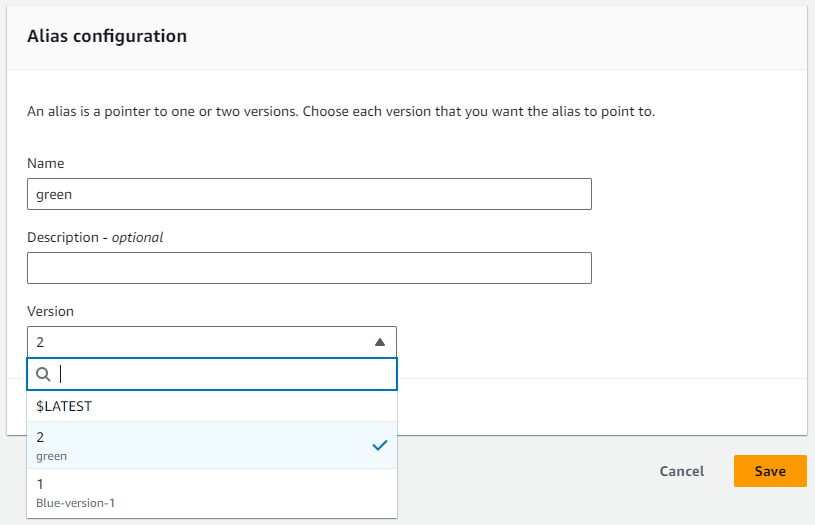 Alias configuration
An alias is a pointer to one or two versions. Choose each version that you want the alias to point to.
Name
green
Description - optional
Version
2
$LATEST
2
green
1
Blue-version-1
Cancel
Save